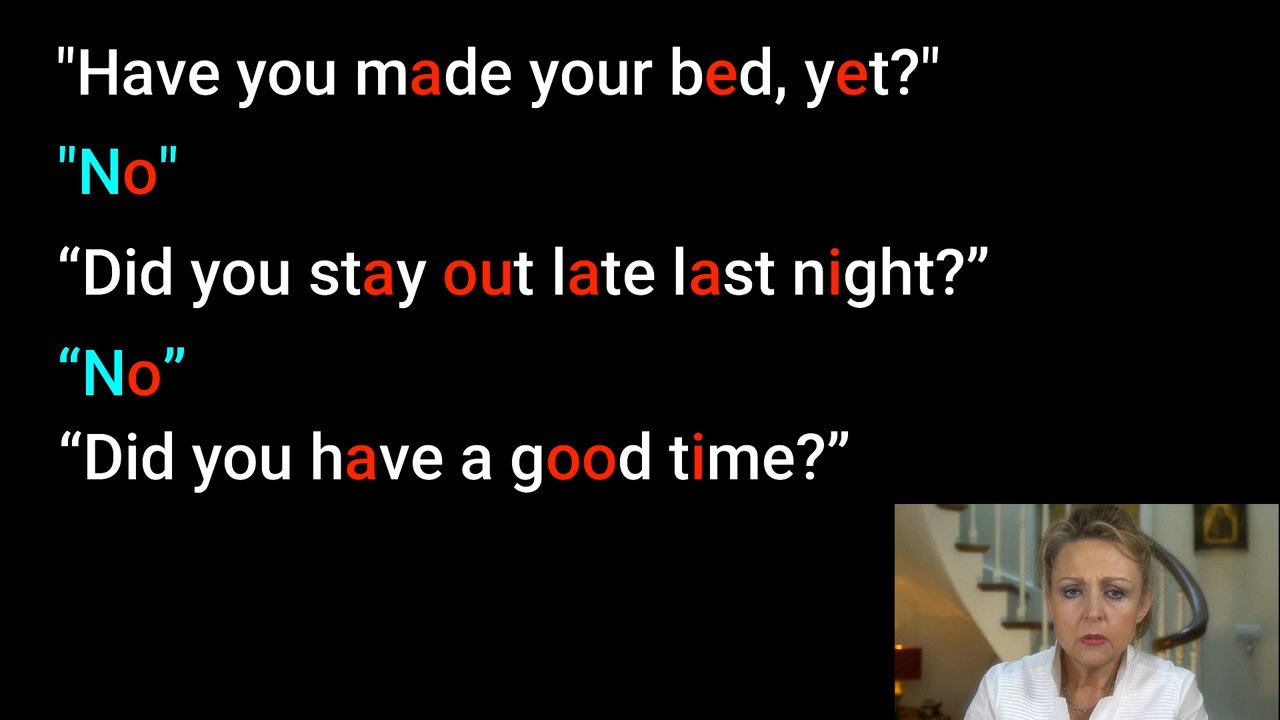 "Have you made your bed, yet?"
"No"
“Did you stay out late last night?”
“No”
“Did you have a good time?”